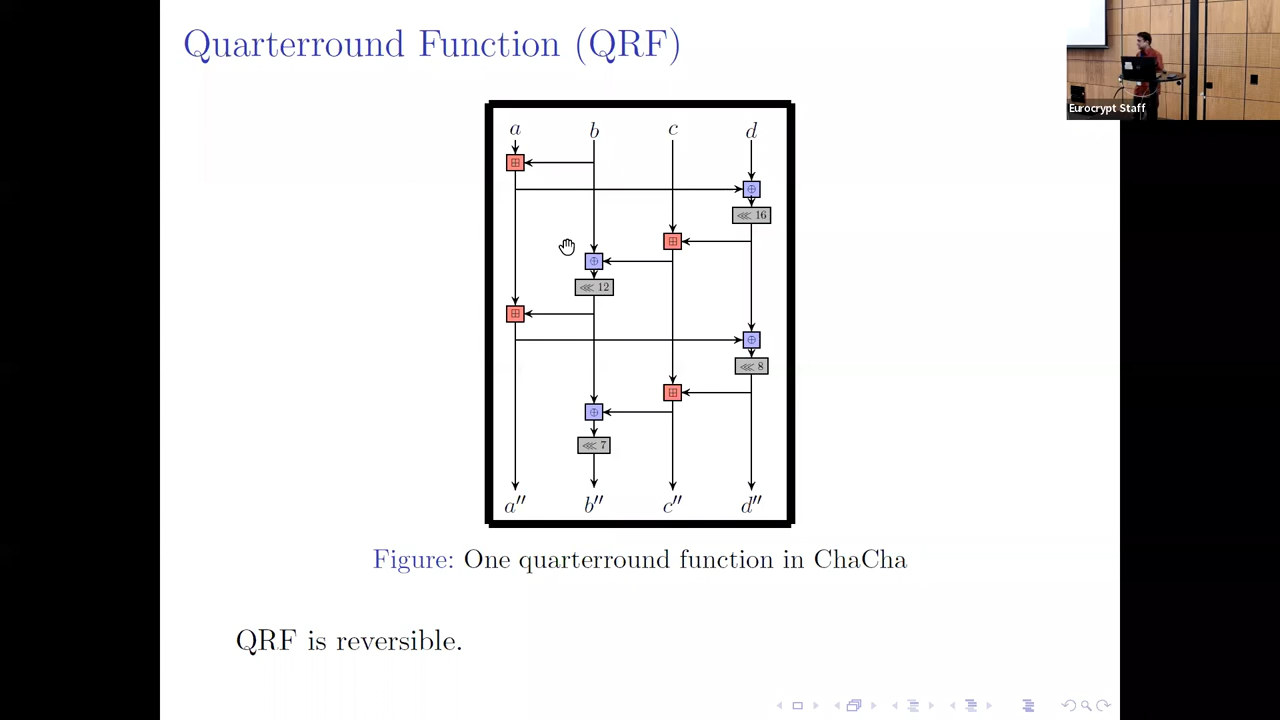 Quarterround Function (QRF)
Eurocrypt Staff
a b c d
⊞
⊕
⋘ 16
⊞
⊕
⋘ 12
⊞
⊕
⋘ 8
⊞
⊕
⋘ 7
a″ b″ c″ d″
Figure: One quarterround function in ChaCha
QRF is reversible.